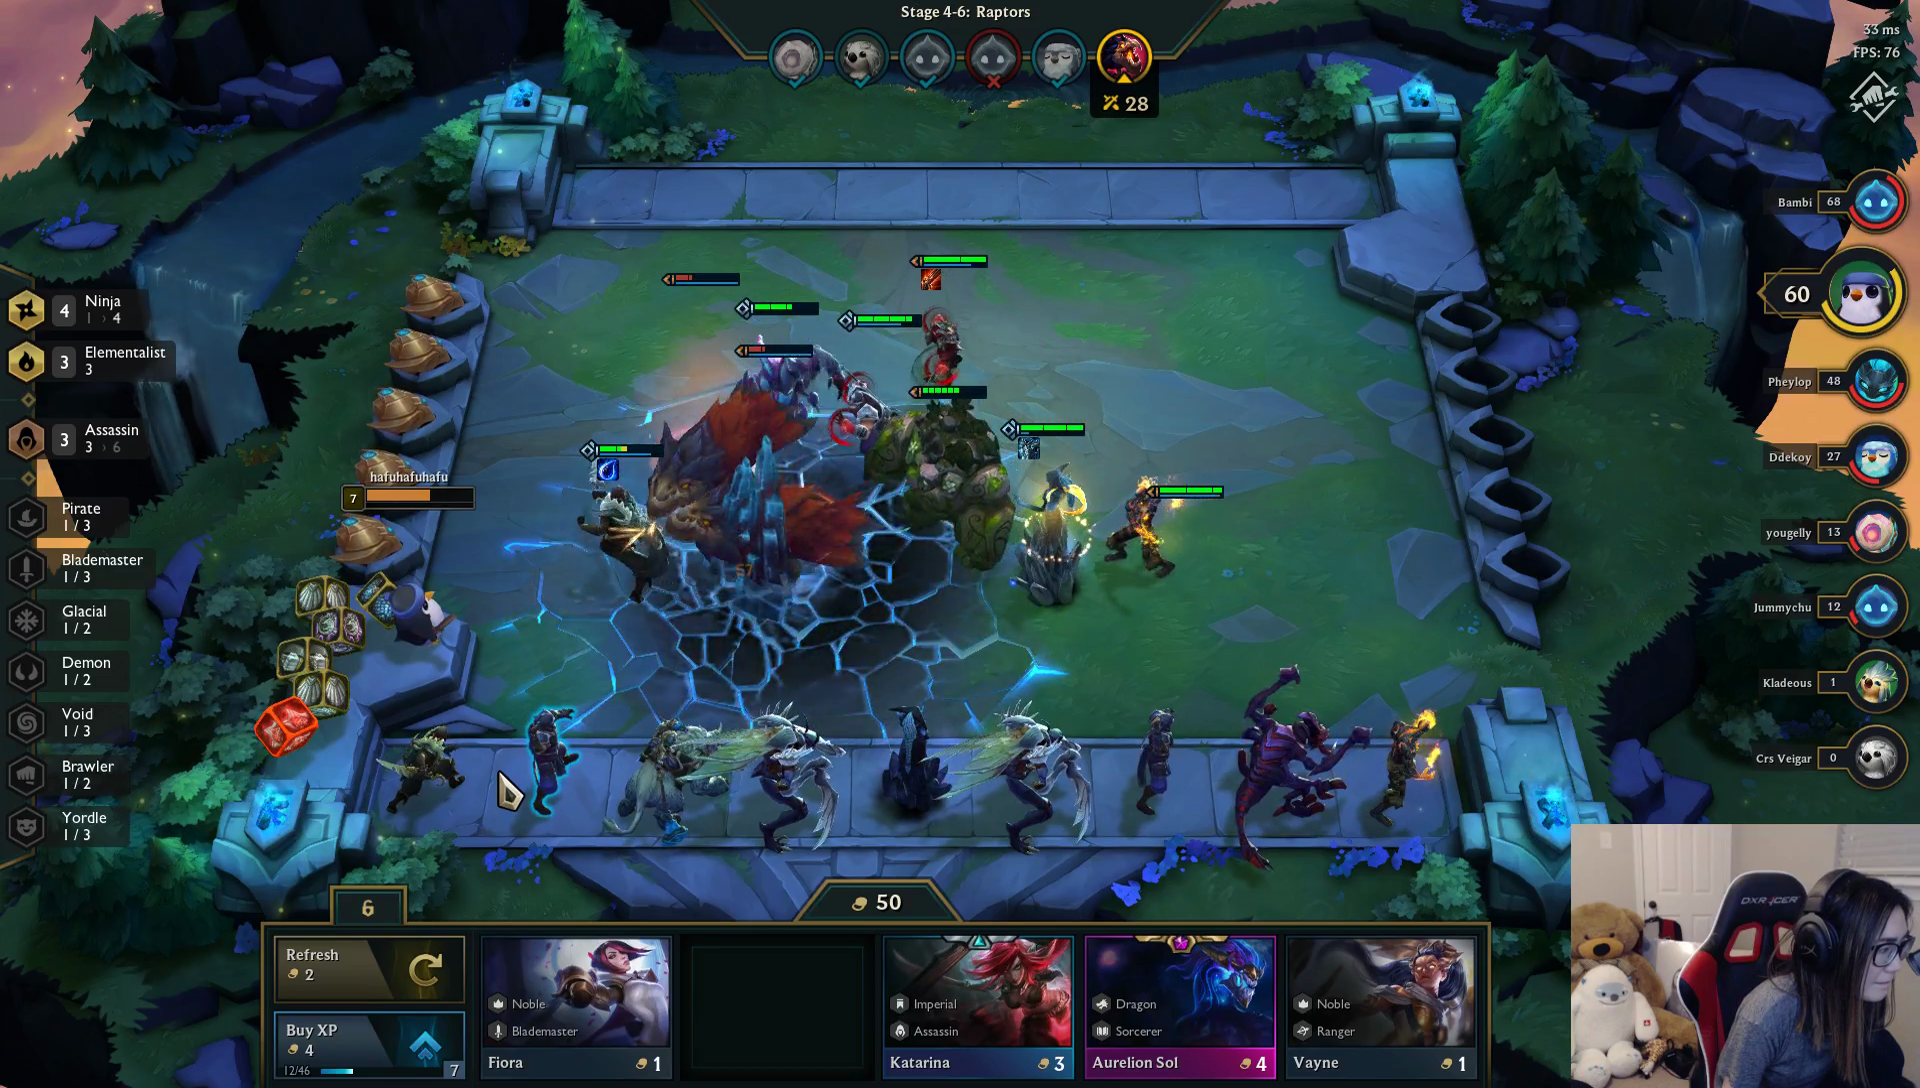 Stage 4-6: Raptors
33 ms
FPS: 76
28
Bambi 68
60
Pheylop 48
Ddekoy 27
yougelly 13
Jummychu 12
Kladeous 1
Crs Veigar 0
4 Ninja
1 › 4
3 Elementalist
3
3 Assassin
3 › 6
Pirate
1 / 3
Blademaster
1 / 3
Glacial
1 / 2
Demon
1 / 2
Void
1 / 3
Brawler
1 / 2
Yordle
1 / 3
hafuhafuhafu
7
57
6
50
Refresh
2
Buy XP
4
12/46
7
Noble
Blademaster
Fiora 1
Imperial
Assassin
Katarina 3
Dragon
Sorcerer
Aurelion Sol 4
Noble
Ranger
Vayne 1
DXRACER